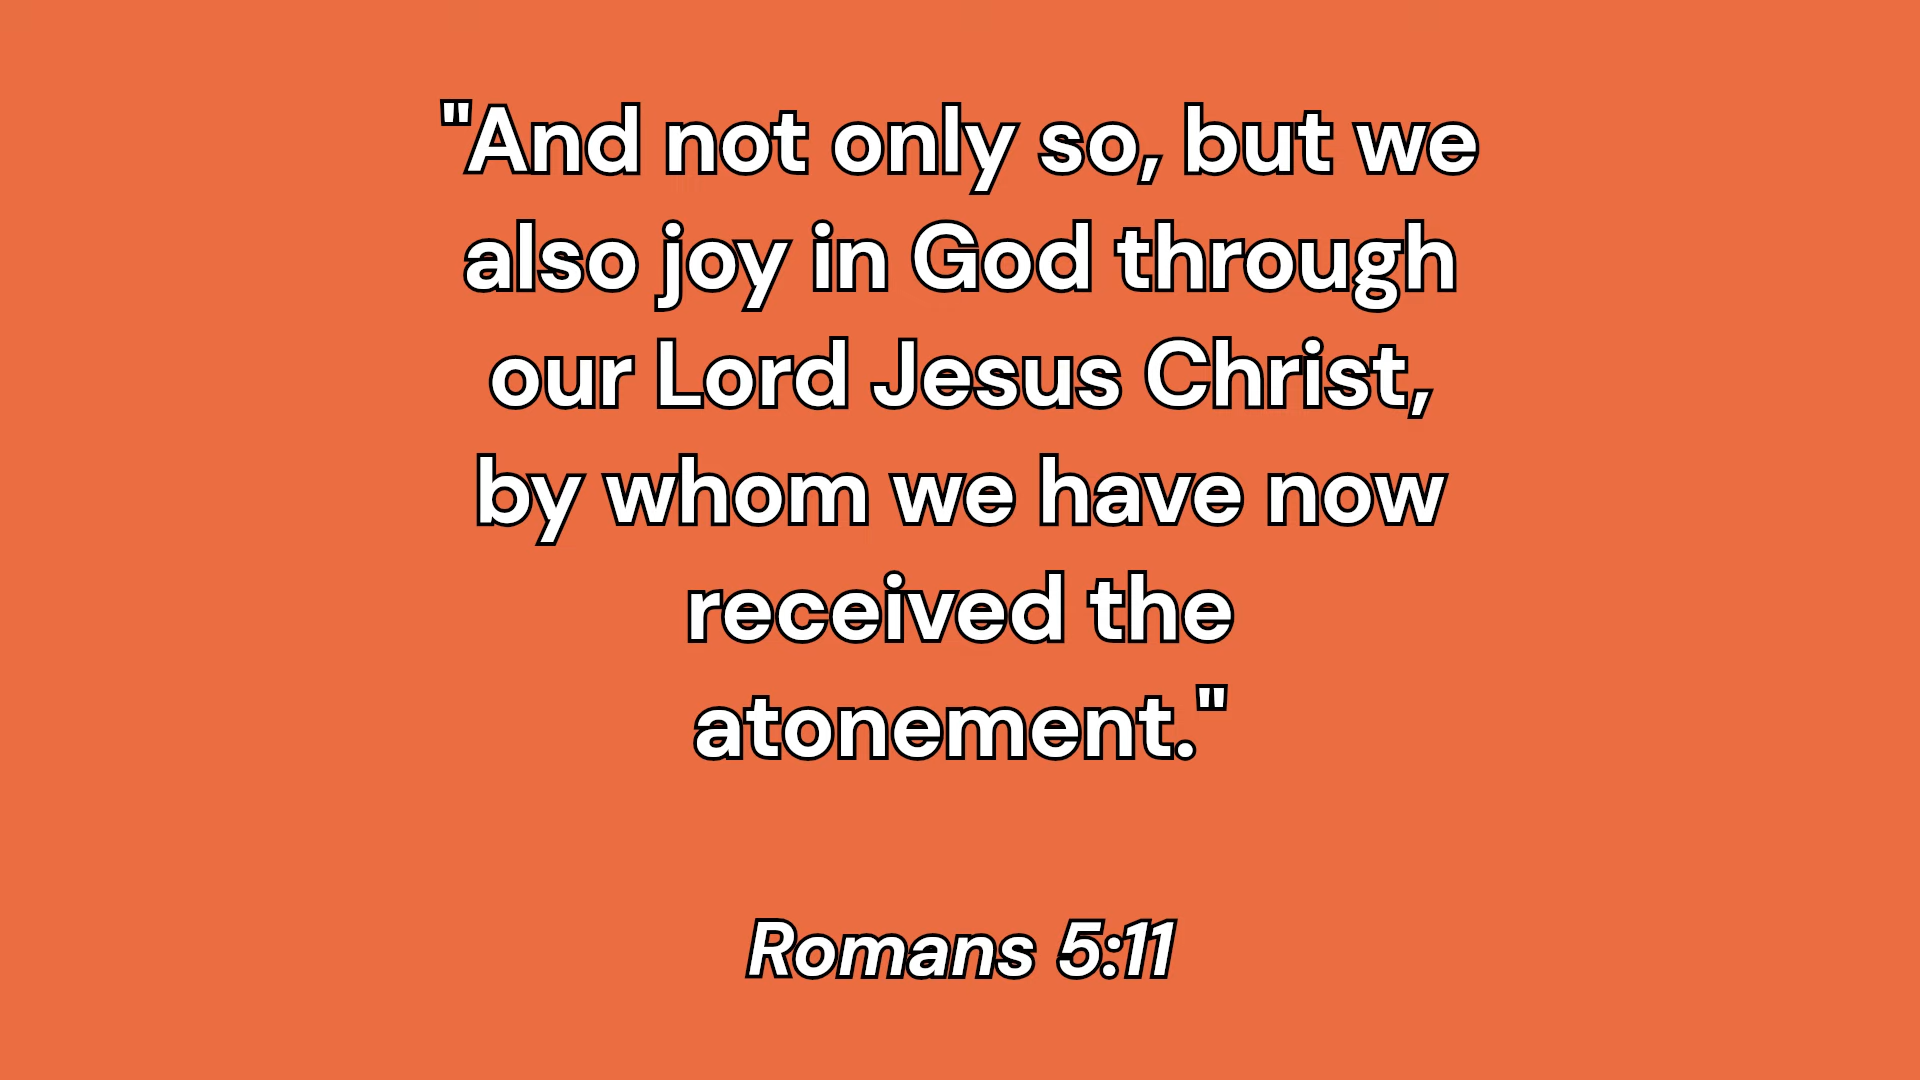 "And not only so, but we
also joy in God through
our Lord Jesus Christ,
by whom we have now
received the
atonement."
Romans 5:11